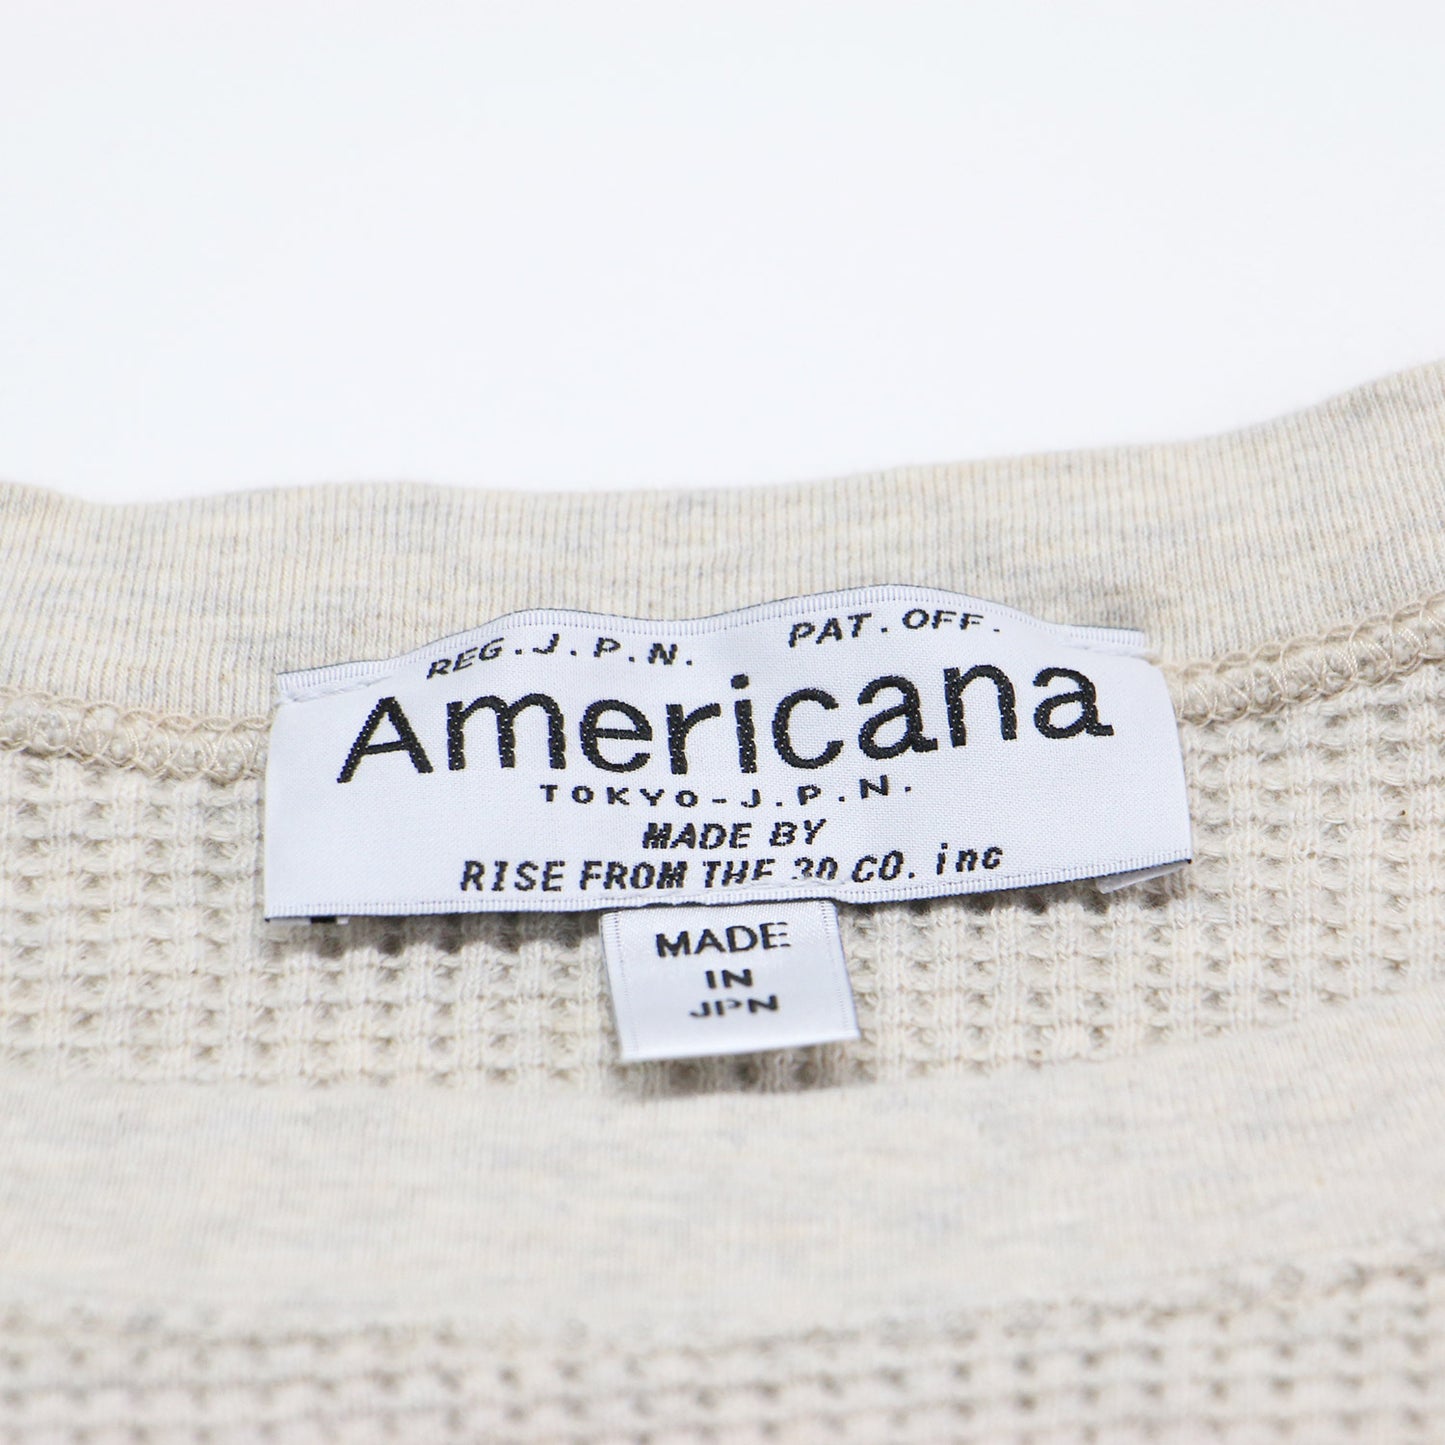 REG.J.P.N. PAT.OFF.
Americana
TOKYO-J.P.N.
MADE BY
RISE FROM THE 30 CO. inc
MADE
IN
JPN